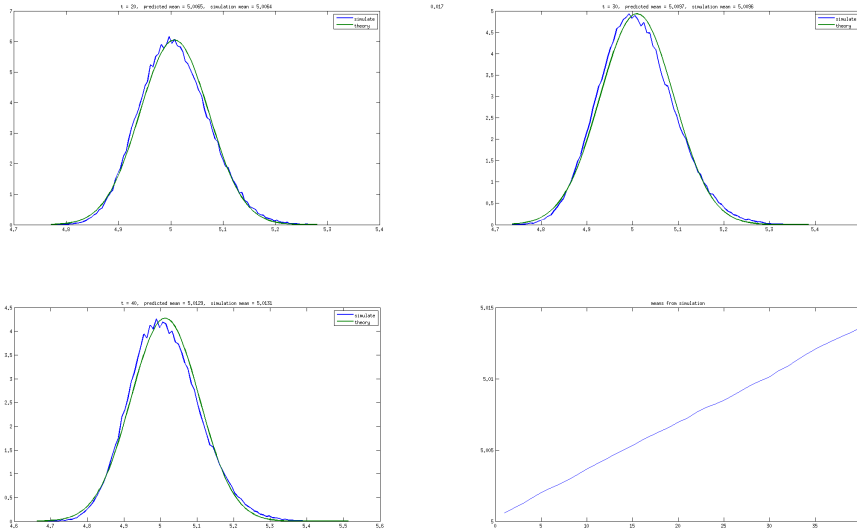 t = 20, predicted mean = 5,0065, simulation mean = 5,0064
7
6
5
4
3
2
1
0
4,7 4,8 4,9 5 5,1 5,2 5,3 5,4
simulate
theory
0,017
t = 30, predicted mean = 5,0097, simulation mean = 5,0096
5
4,5
4
3,5
3
2,5
2
1,5
1
0,5
0
4,7 4,8 4,9 5 5,1 5,2 5,3 5,4
simulate
theory
t = 40, predicted mean = 5,0129, simulation mean = 5,0131
4,5
4
3,5
3
2,5
2
1,5
1
0,5
0
4,6 4,7 4,8 4,9 5 5,1 5,2 5,3 5,4 5,5 5,6
simulate
theory
means from simulation
5,015
5,01
5,005
5
0 5 10 15 20 25 30 35